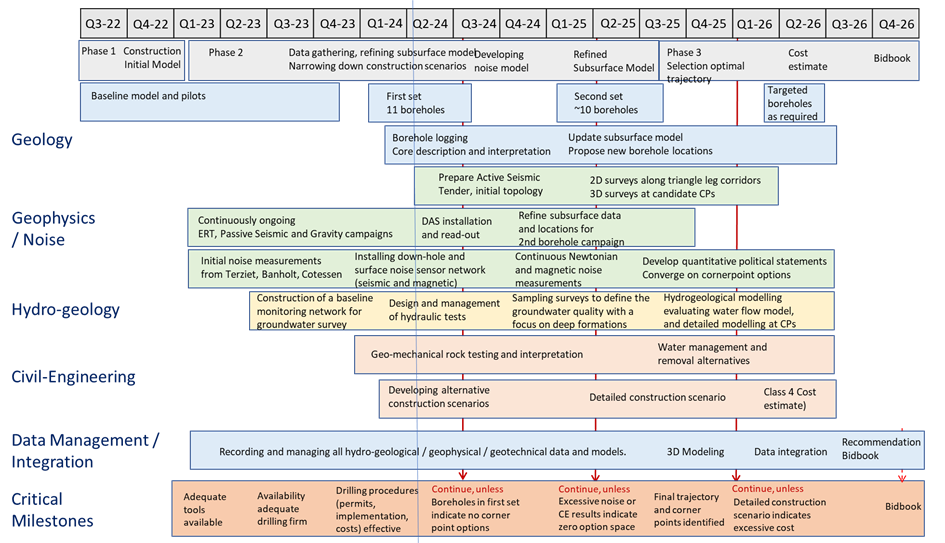 Q3-22 Q4-22 Q1-23 Q2-23 Q3-23 Q4-23 Q1-24 Q2-24 Q3-24 Q4-24 Q1-25 Q2-25 Q3-25 Q4-25 Q1-26 Q2-26 Q4-26
Phase 1 Construction
Initial Model
Phase 2
Data gathering, refining subsurface model
Narrowing down construction scenarios
Developing
noise model
Refined
Subsurface Model
Phase 3
Selection optimal
trajectory
Cost
estimate
Bidbook
Baseline model and pilots
First set
11 boreholes
Second set
~10 boreholes
Targeted
boreholes
as required
Geology
Borehole logging
Core description and interpretation
Update subsurface model
Propose new borehole locations
Prepare Active Seismic
Tender, initial topology
2D surveys along triangle leg corridors
3D surveys at candidate CPs
Geophysics
/ Noise
Continuously ongoing
ERT, Passive Seismic and Gravity campaigns
DAS installation
and read-out
Refine subsurface data
and locations for
2nd borehole campaign
Initial noise measurements
from Terziet, Banholt, Cotessen
Installing down-hole and
surface noise sensor network
(seismic and magnetic)
Continuous Newtonian
and magnetic noise
measurements
Develop quantitative political statements
Converge on cornerpoint options
Hydro-geology
Construction of a baseline
monitoring network for
groundwater survey
Design and management
of hydraulic tests
Sampling surveys to define the
groundwater quality with a
focus on deep formations
Hydrogeological modelling
evaluating water flow model,
and detailed modelling at CPs
Civil-Engineering
Geo-mechanical rock testing and interpretation
Water management and
removal alternatives
Developing alternative
construction scenarios
Detailed construction scenario
Class 4 Cost
estimate)
Data Management /
Integration
Recording and managing all hydro-geological / geophysical / geotechnical data and models.
3D Modeling
Data integration
Recommendation
Bidbook
Critical
Milestones
Adequate
tools
available
Availability
adequate
drilling firm
Drilling procedures
(permits,
implementation,
costs) effective
Continue, unless
Boreholes in first set
indicate no corner
point options
Continue, unless
Excessive noise or
CE results indicate
zero option space
Final trajectory
and corner
points identified
Continue, unless
Detailed construction
scenario indicates
excessive cost
Bidbook